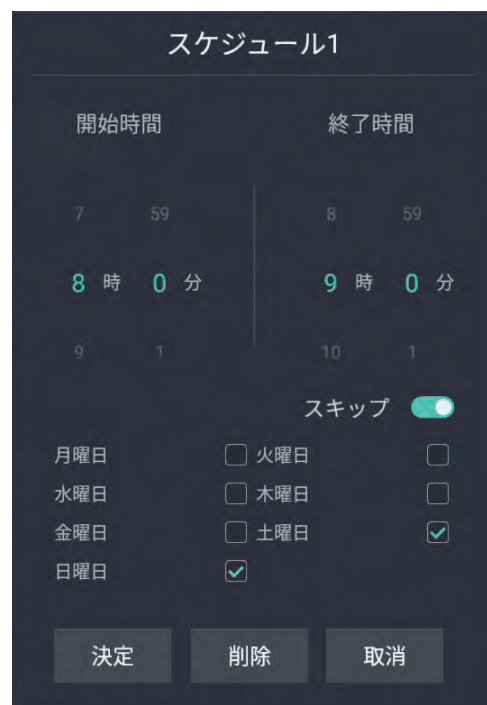 スケジュール1
開始時間 終了時間
7 59 8 59
8 時 0 分 9 時 0 分
9 1 10 1
スキップ
月曜日 火曜日
水曜日 木曜日
金曜日 土曜日
日曜日
決定 削除 取消